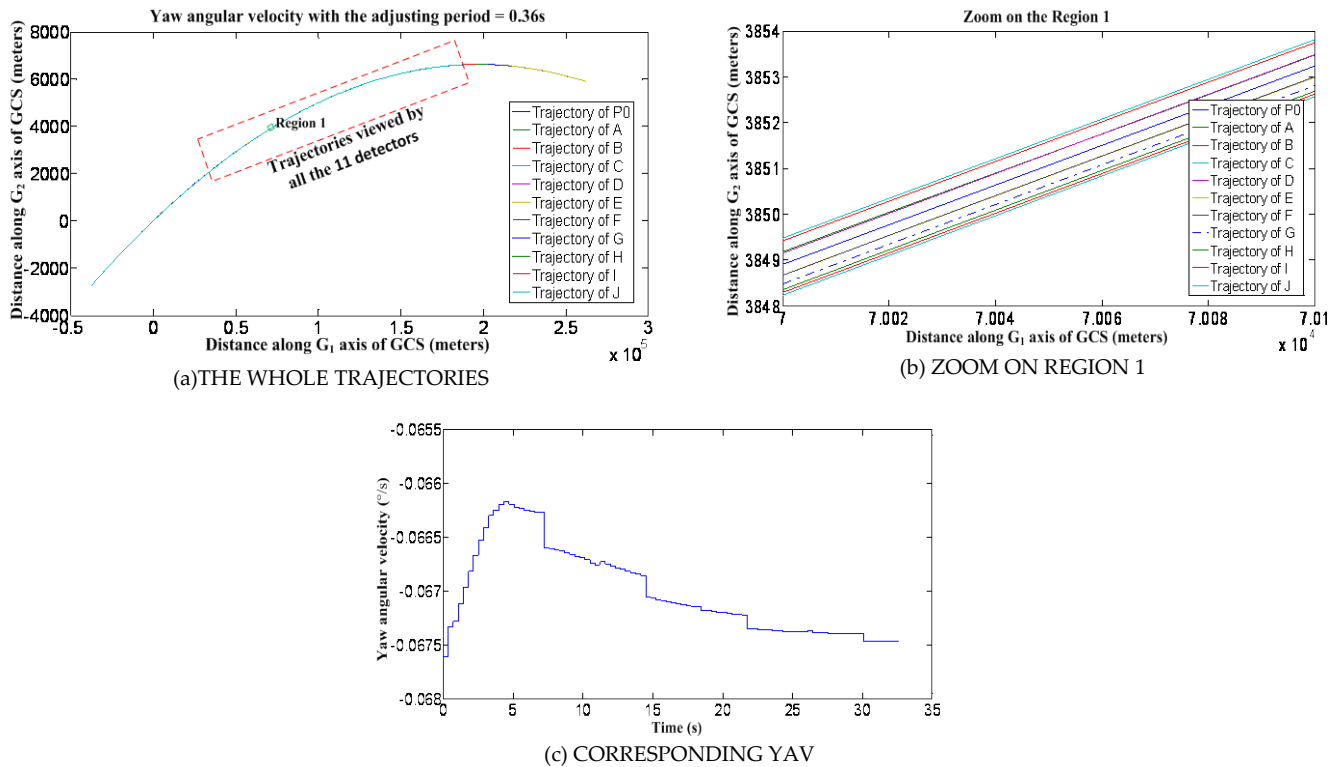 Yaw angular velocity with the adjusting period = 0.36s
Distance along G2 axis of GCS (meters)
8000
6000
4000
2000
0
-2000
-4000
Region 1
Trajectories viewed by
all the 11 detectors
Trajectory of P0
Trajectory of A
Trajectory of B
Trajectory of C
Trajectory of D
Trajectory of E
Trajectory of F
Trajectory of G
Trajectory of H
Trajectory of I
Trajectory of J
-0.5 0 0.5 1 1.5 2 2.5 3
Distance along G1 axis of GCS (meters)
x 10^5
(a)THE WHOLE TRAJECTORIES
Zoom on the Region 1
Distance along G2 axis of GCS (meters)
3854
3853
3852
3851
3850
3849
3848
Trajectory of P0
Trajectory of A
Trajectory of B
Trajectory of C
Trajectory of D
Trajectory of E
Trajectory of F
Trajectory of G
Trajectory of H
Trajectory of I
Trajectory of J
7 7.002 7.004 7.006 7.008 7.01
Distance along G1 axis of GCS (meters)
x 10^4
(b) ZOOM ON REGION 1
Yaw angular velocity (°/s)
-0.0655
-0.066
-0.0665
-0.067
-0.0675
-0.068
0 5 10 15 20 25 30 35
Time (s)
(c) CORRESPONDING YAV